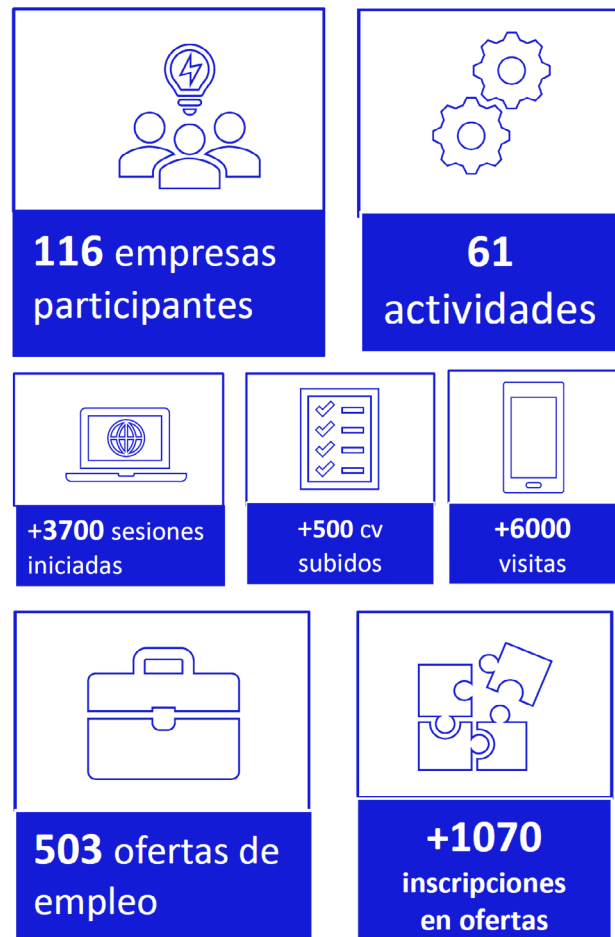 116 empresas
participantes
61
actividades
+3700 sesiones
iniciadas
+500 cv
subidos
+6000
visitas
503 ofertas de
empleo
+1070
inscripciones
en ofertas